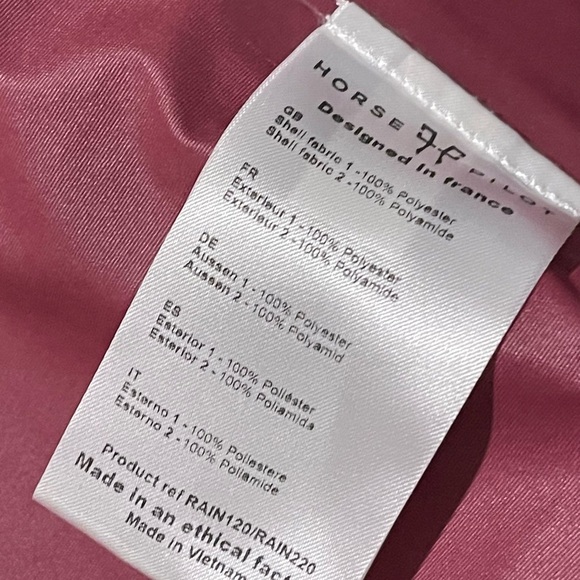 HORSE PILOT
Designed in france
GB
Shell fabric 1 -100% Polyester
Shell fabric 2 -100% Polyamide
FR
Exterieur 1 - 100% Polyester
Exterieur 2 - 100% Polyamide
DE
Aussen 1 - 100% Polyester
Aussen 2 - 100% Polyamid
ES
Esterior 1 - 100% Poliéster
Esterior 2 - 100% Poliamida
IT
Esterno 1 - 100% Poliestere
Esterno 2 - 100% Poliamide
Product ref RAIN120/RAIN220
Made in an ethical
Made in Vietnam